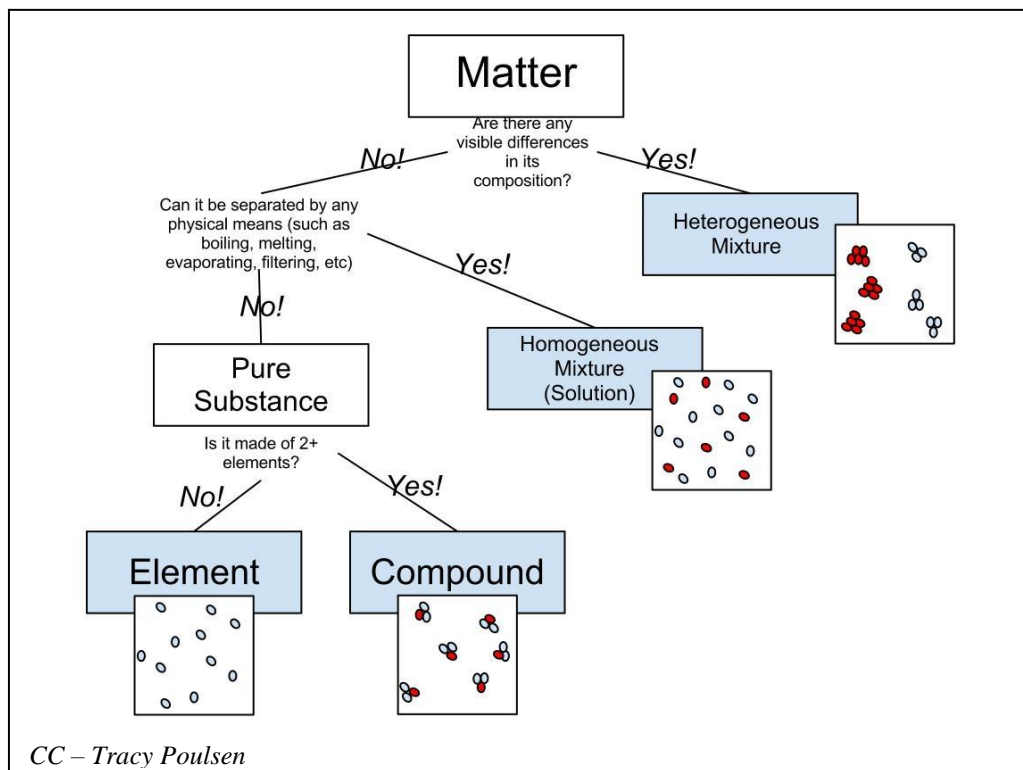 Matter
Are there any
visible differences
in its
composition?
No!
Yes!
Can it be separated by any
physical means (such as
boiling, melting,
evaporating, filtering, etc)
Heterogeneous
Mixture
Yes!
No!
Homogeneous
Mixture
(Solution)
Pure
Substance
Is it made of 2+
elements?
No!
Yes!
Element
Compound
CC – Tracy Poulsen